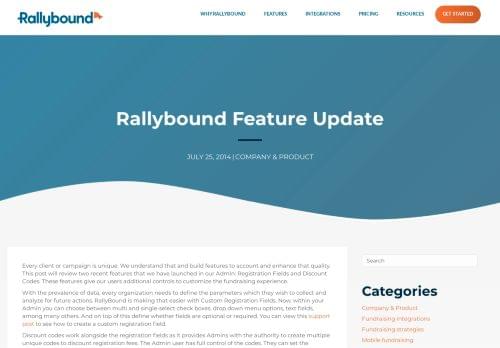 Rallybound
WHY RALLYBOUND FEATURES INTEGRATIONS PRICING RESOURCES GET STARTED
Rallybound Feature Update
JULY 25, 2014 | COMPANY & PRODUCT
Every client or campaign is unique. We understand that and build features to account and enhance that quality.
This post will review two recent features that we have launched in our Admin: Registration Fields and Discount
Codes. These features give our users additional controls to customize the fundraising experience.
With the prevalence of data, every organization needs to define the parameters which they wish to collect and
analyze for future actions. RallyBound is making that easier with Custom Registration Fields. Now, within your
Admin you can choose between multi and single-select check boxes, drop down menu options, text fields,
among many others. And on top of this define whether fields are optional or required. You can view this support
post to see how to create a custom registration field.
Discount codes work alongside the registration fields as it provides Admins with the authority to create multiple
unique codes to discount registration fees. The Admin user has full control of the codes. They can set the
Search
Categories
Company & Product
Fundraising integrations
Fundraising strategies
Mobile fundraising